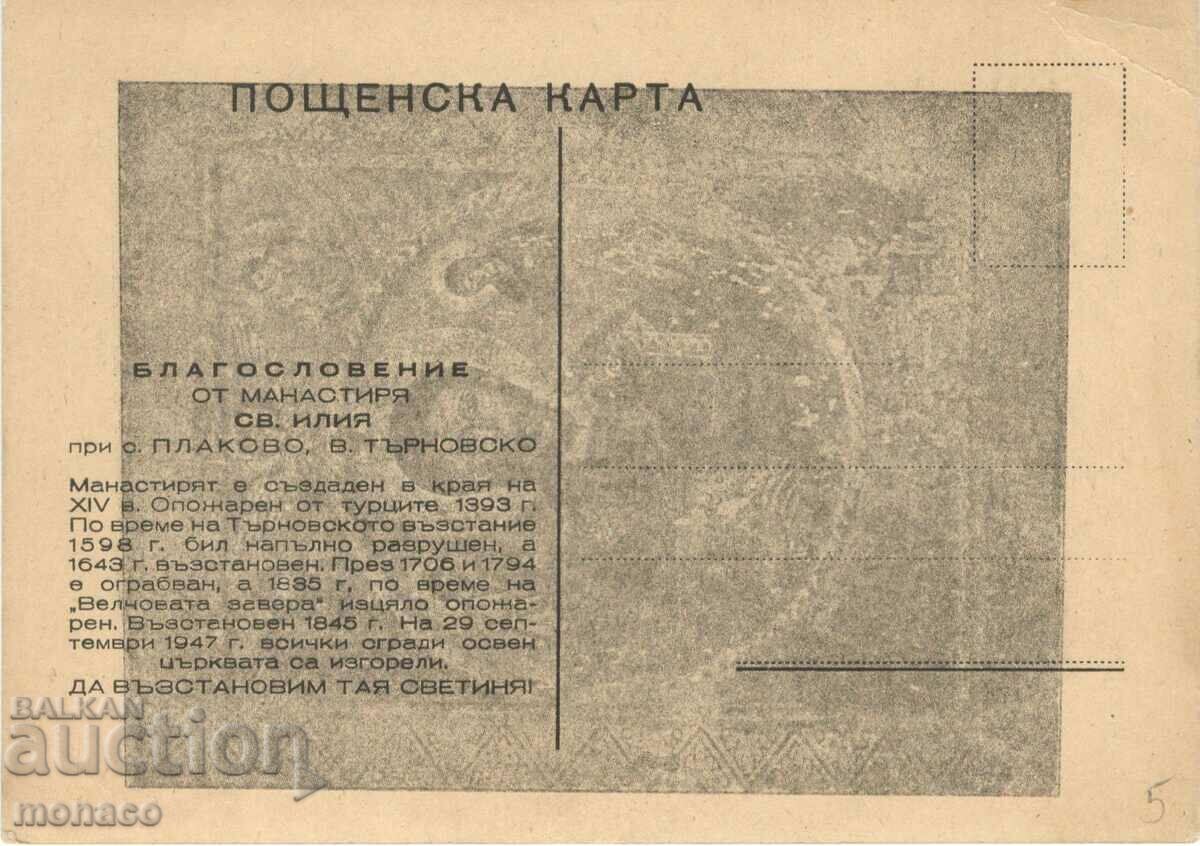 ПОЩЕНСКА КАРТА
БЛАГОСЛОВЕНИЕ
ОТ МАНАСТИРЯ
СВ. ИЛИЯ
при с. ПЛАКОВО, В. ТЪРНОВСКО
Манастирят е създаден в края на
XIV в. Опожарен от турците 1393 г.
По време на Търновското възстание
1598 г. бил напълно разрушен, а
1643 г. възстановен. През 1706 и 1794
е ограбван, а 1835 г, по време на
„Велчовата завера" изцяло опожа-
рен. Възстановен 1845 г. На 29 сеп-
тември 1947 г. всички сгради освен
църквата са изгорели.
ДА ВЪЗСТАНОВИМ ТАЯ СВЕТИНЯ!
BALKAN
auction
monaco
5